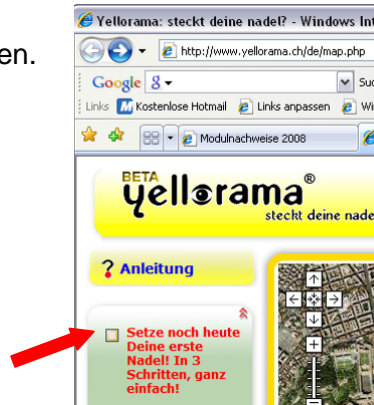 Yellorama: steckt deine nadel? - Windows Int
en.
http://www.yellorama.ch/de/map.php
Google
Suc
Links Kostenlose Hotmail Links anpassen Wi
Modulnachweise 2008
BETA
yellorama®
steckt deine nade
? Anleitung
Setze noch heute
Deine erste
Nadel! In 3
Schritten, ganz
einfach!